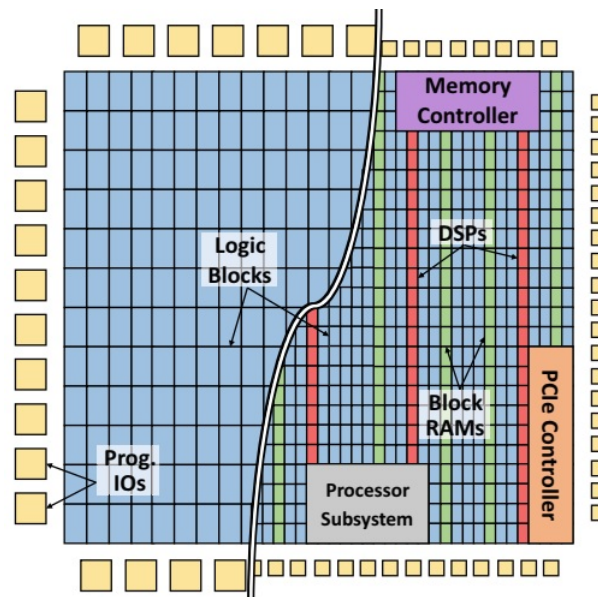 Memory
Controller
Logic
Blocks
DSPs
Block
RAMs
PCIe Controller
Prog.
IOs
Processor
Subsystem